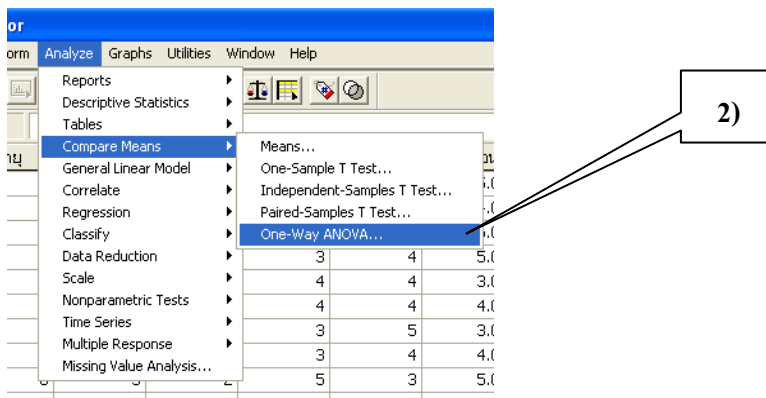 or
orm Analyze Graphs Utilities Window Help
Reports
Descriptive Statistics
Tables
Compare Means
General Linear Model
Correlate
Regression
Classify
Data Reduction
Scale
Nonparametric Tests
Time Series
Multiple Response
Missing Value Analysis...
Means...
One-Sample T Test...
Independent-Samples T Test...
Paired-Samples T Test...
One-Way ANOVA...
2)
3 4 5.0
4 4 3.0
4 4 4.0
3 5 3.0
3 4 4.0
5 3 5.0